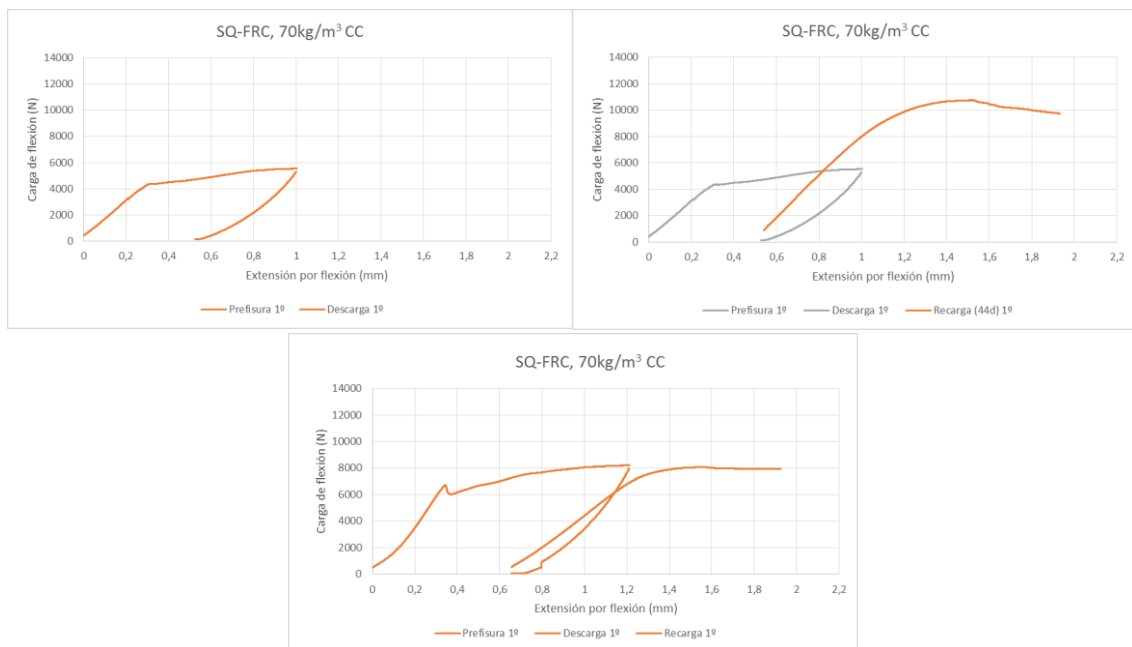 SQ-FRC, 70kg/m³ CC
Carga de flexión (N)
14000
12000
10000
8000
6000
4000
2000
0
0 0,2 0,4 0,6 0,8 1 1,2 1,4 1,6 1,8 2 2,2
Extensión por flexión (mm)
Prefisura 1º Descarga 1º
SQ-FRC, 70kg/m³ CC
Carga de flexión (N)
14000
12000
10000
8000
6000
4000
2000
0
0 0,2 0,4 0,6 0,8 1 1,2 1,4 1,6 1,8 2 2,2
Extensión por flexión (mm)
Prefisura 1º Descarga 1º Recarga (44d) 1º
SQ-FRC, 70kg/m³ CC
Carga de flexión (N)
14000
12000
10000
8000
6000
4000
2000
0
0 0,2 0,4 0,6 0,8 1 1,2 1,4 1,6 1,8 2 2,2
Extensión por flexión (mm)
Prefisura 1º Descarga 1º Recarga 1º